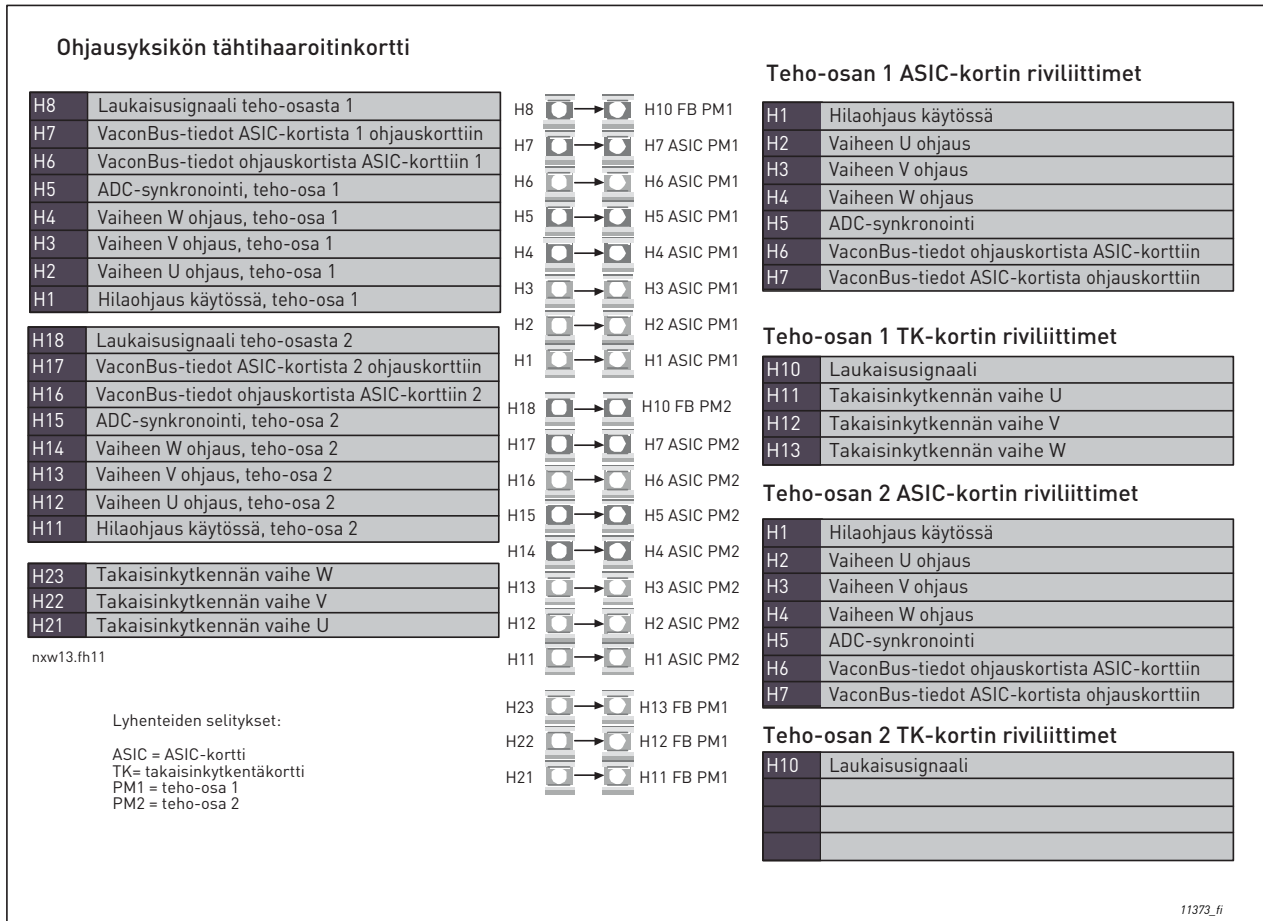 Ohjausyksikön tähtihaaroitinkortti
H8 Laukaisusignaali teho-osasta 1
H7 VaconBus-tiedot ASIC-kortista 1 ohjauskorttiin
H6 VaconBus-tiedot ohjauskortista ASIC-korttiin 1
H5 ADC-synkronointi, teho-osa 1
H4 Vaiheen W ohjaus, teho-osa 1
H3 Vaiheen V ohjaus, teho-osa 1
H2 Vaiheen U ohjaus, teho-osa 1
H1 Hilaohjaus käytössä, teho-osa 1
H18 Laukaisusignaali teho-osasta 2
H17 VaconBus-tiedot ASIC-kortista 2 ohjauskorttiin
H16 VaconBus-tiedot ohjauskortista ASIC-korttiin 2
H15 ADC-synkronointi, teho-osa 2
H14 Vaiheen W ohjaus, teho-osa 2
H13 Vaiheen V ohjaus, teho-osa 2
H12 Vaiheen U ohjaus, teho-osa 2
H11 Hilaohjaus käytössä, teho-osa 2
H23 Takaisinkytkennän vaihe W
H22 Takaisinkytkennän vaihe V
H21 Takaisinkytkennän vaihe U
nxw13.fh11
Lyhenteiden selitykset:
ASIC = ASIC-kortti
TK= takaisinkytkentäkortti
PM1 = teho-osa 1
PM2 = teho-osa 2
H8 H10 FB PM1
H7 H7 ASIC PM1
H6 H6 ASIC PM1
H5 H5 ASIC PM1
H4 H4 ASIC PM1
H3 H3 ASIC PM1
H2 H2 ASIC PM1
H1 H1 ASIC PM1
H18 H10 FB PM2
H17 H7 ASIC PM2
H16 H6 ASIC PM2
H15 H5 ASIC PM2
H14 H4 ASIC PM2
H13 H3 ASIC PM2
H12 H2 ASIC PM2
H11 H1 ASIC PM2
H23 H13 FB PM1
H22 H12 FB PM1
H21 H11 FB PM1
Teho-osan 1 ASIC-kortin riviliittimet
H1 Hilaohjaus käytössä
H2 Vaiheen U ohjaus
H3 Vaiheen V ohjaus
H4 Vaiheen W ohjaus
H5 ADC-synkronointi
H6 VaconBus-tiedot ohjauskortista ASIC-korttiin
H7 VaconBus-tiedot ASIC-kortista ohjauskorttiin
Teho-osan 1 TK-kortin riviliittimet
H10 Laukaisusignaali
H11 Takaisinkytkennän vaihe U
H12 Takaisinkytkennän vaihe V
H13 Takaisinkytkennän vaihe W
Teho-osan 2 ASIC-kortin riviliittimet
H1 Hilaohjaus käytössä
H2 Vaiheen U ohjaus
H3 Vaiheen V ohjaus
H4 Vaiheen W ohjaus
H5 ADC-synkronointi
H6 VaconBus-tiedot ohjauskortista ASIC-korttiin
H7 VaconBus-tiedot ASIC-kortista ohjauskorttiin
Teho-osan 2 TK-kortin riviliittimet
H10 Laukaisusignaali
11373_fi